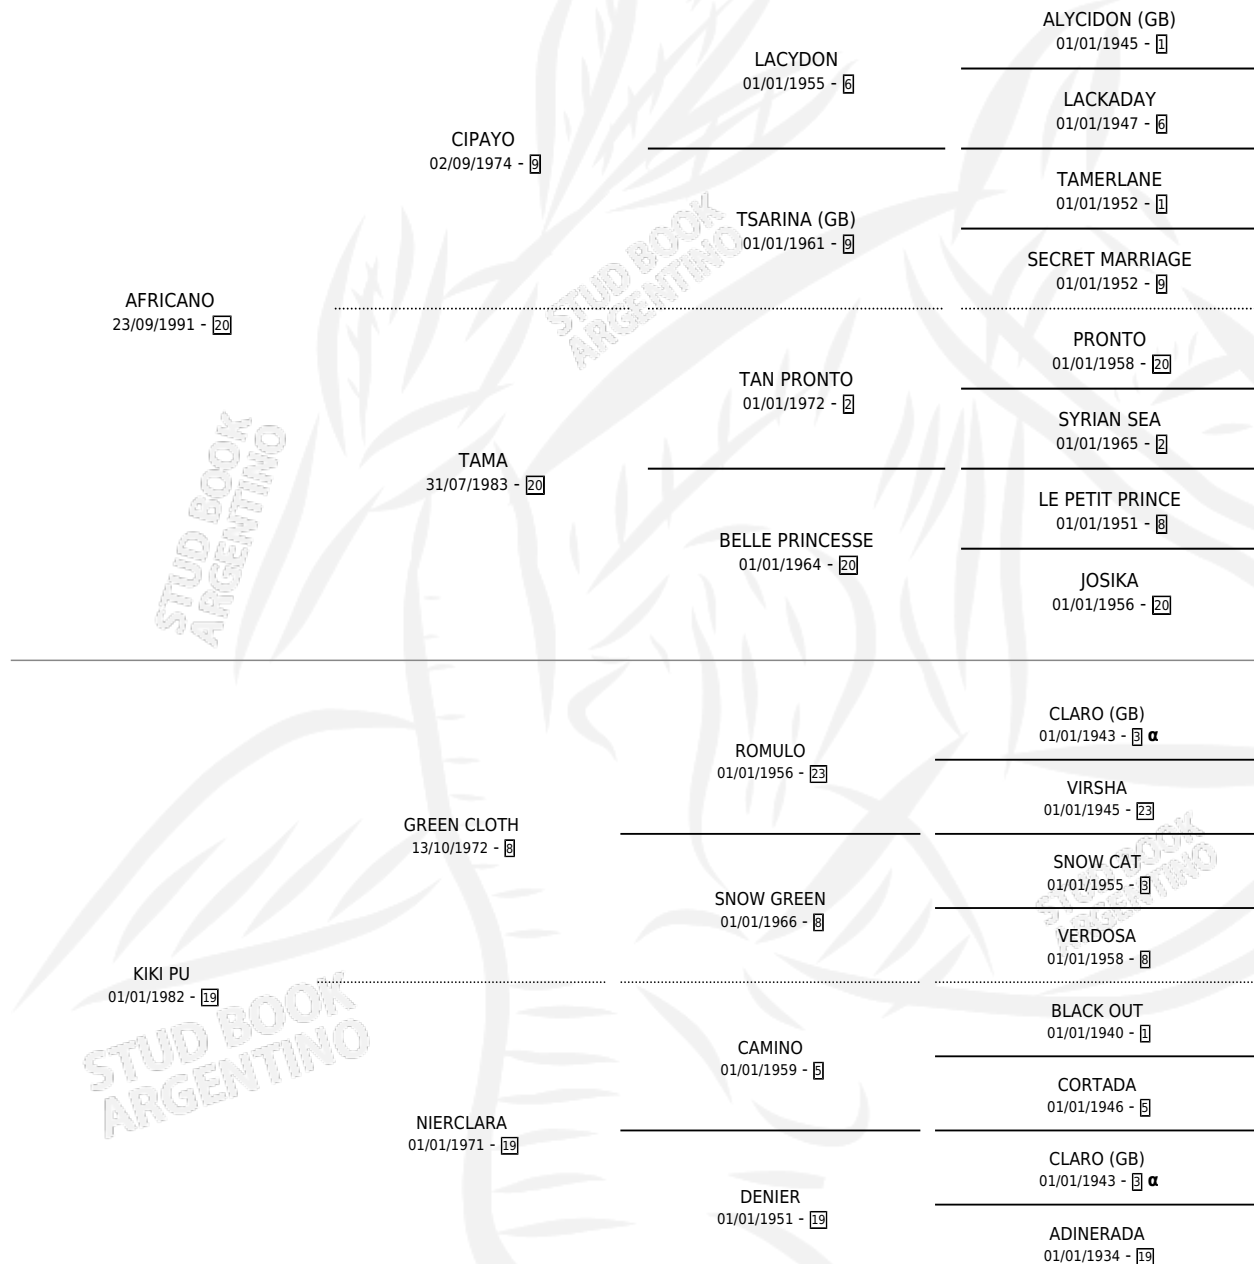 ALYCIDON (GB)
01/01/1945 - 1
LACYDON
01/01/1955 - 6
LACKADAY
01/01/1947 - 6
CIPAYO
02/09/1974 - 9
TAMERLANE
01/01/1952 - 1
TSARINA (GB)
01/01/1961 - 9
SECRET MARRIAGE
01/01/1952 - 9
STUD BOOK
ARGENTINO
AFRICANO
23/09/1991 - 20
PRONTO
01/01/1958 - 20
TAN PRONTO
01/01/1972 - 2
SYRIAN SEA
01/01/1965 - 2
TAMA
31/07/1983 - 20
LE PETIT PRINCE
01/01/1951 - 8
BELLE PRINCESSE
01/01/1964 - 20
JOSIKA
01/01/1956 - 20
STUD BOOK
ARGENTINO
CLARO (GB)
01/01/1943 - 3 α
ROMULO
01/01/1956 - 23
VIRSHA
01/01/1945 - 23
GREEN CLOTH
13/10/1972 - 8
SNOW CAT
01/01/1955 - 3
SNOW GREEN
01/01/1966 - 8
VERDOSA
01/01/1958 - 8
STUD BOOK
ARGENTINO
KIKI PU
01/01/1982 - 19
BLACK OUT
01/01/1940 - 1
CAMINO
01/01/1959 - 5
CORTADA
01/01/1946 - 5
NIERCLARA
01/01/1971 - 19
CLARO (GB)
01/01/1943 - 3 α
DENIER
01/01/1951 - 19
ADINERADA
01/01/1934 - 19
STUD BOOK
ARGENTINO